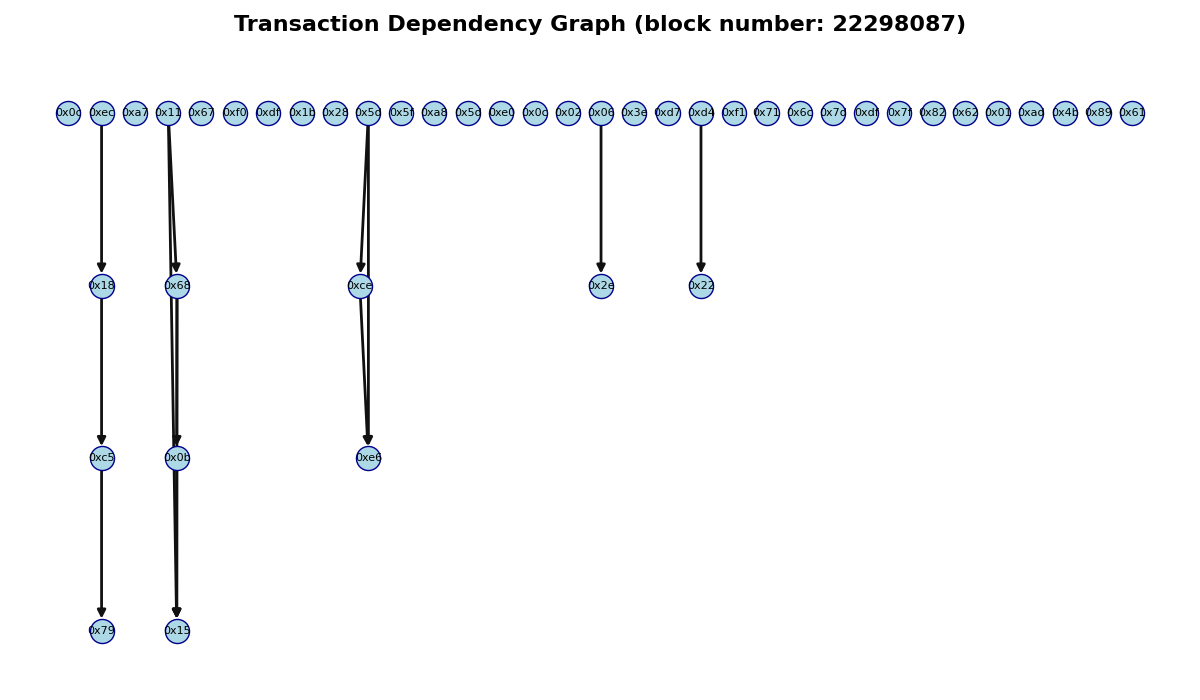 Transaction Dependency Graph (block number: 22298087)
0x0c 0xec 0xa7 0x11 0x67 0xf0 0xdf 0x1b 0x28 0x5d 0x5f 0xa8 0x5d 0xe0 0x0d 0x02 0x06 0x3e 0xd7 0xd4 0xf1 0x71 0x6c 0x7d 0xdf 0x7f 0x82 0x62 0x01 0xad 0x4b 0x89 0x61
0x18 0x68 0xce 0x2e 0x22
0xc5 0x0b 0xe6
0x79 0x15